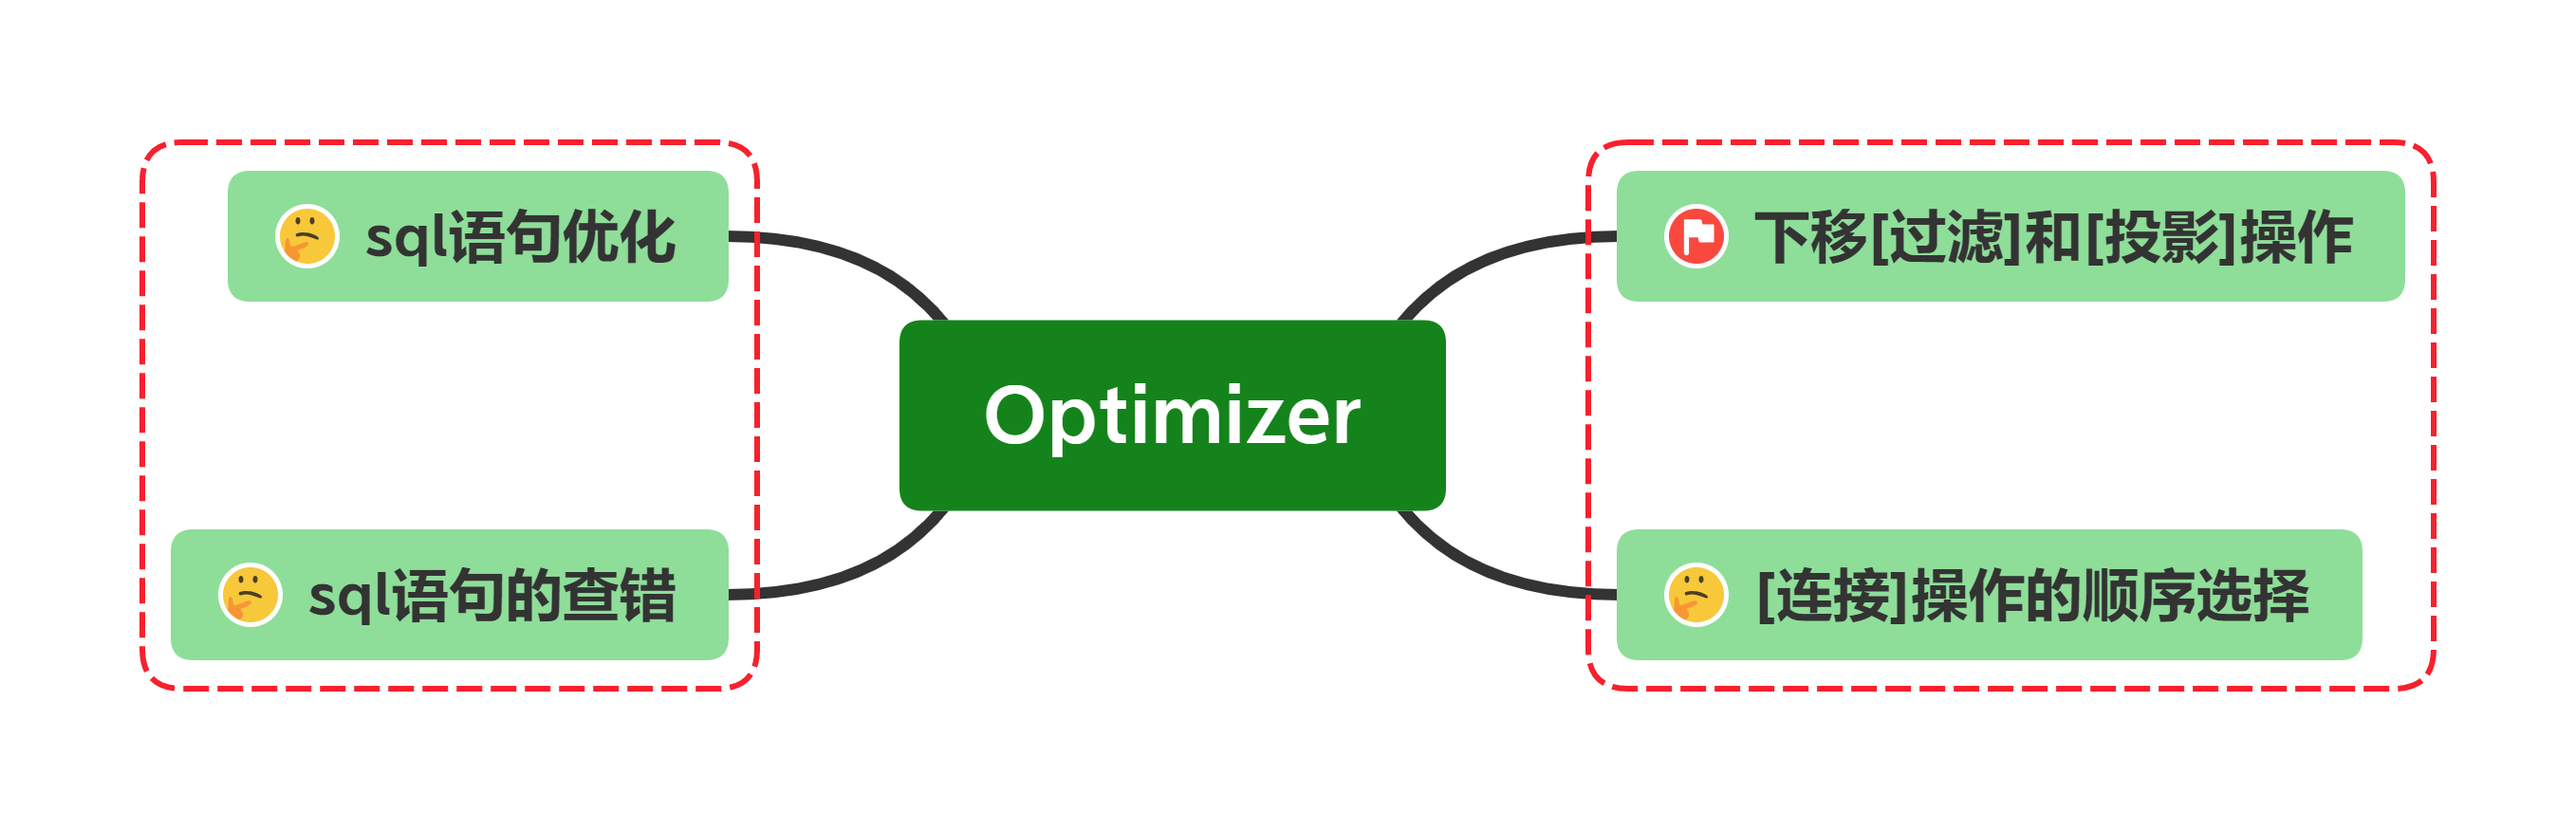 sql语句优化
下移[过滤]和[投影]操作
Optimizer
sql语句的查错
[连接]操作的顺序选择